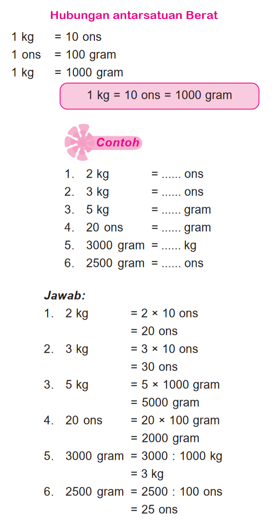 Hubungan antarsatuan Berat
1 kg = 10 ons
1 ons = 100 gram
1 kg = 1000 gram
1 kg = 10 ons = 1000 gram
Contoh
1. 2 kg = ...... ons
2. 3 kg = ...... ons
3. 5 kg = ...... gram
4. 20 ons = ...... gram
5. 3000 gram = ...... kg
6. 2500 gram = ...... ons
Jawab:
1. 2 kg = 2 × 10 ons
= 20 ons
2. 3 kg = 3 × 10 ons
= 30 ons
3. 5 kg = 5 × 1000 gram
= 5000 gram
4. 20 ons = 20 × 100 gram
= 2000 gram
5. 3000 gram = 3000 : 1000 kg
= 3 kg
6. 2500 gram = 2500 : 100 ons
= 25 ons